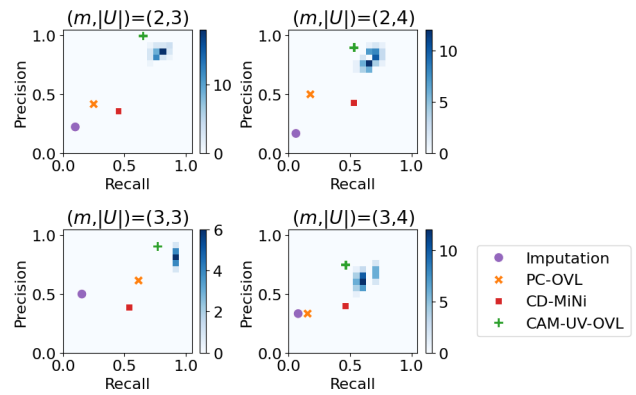 (m,|U|)=(2,3)
1.0
0.5
0.0
Precision
0.0 0.5 1.0
Recall
10
0
(m,|U|)=(2,4)
1.0
0.5
0.0
Precision
0.0 0.5 1.0
Recall
10
5
0
(m,|U|)=(3,3)
1.0
0.5
0.0
Precision
0.0 0.5 1.0
Recall
6
4
2
0
(m,|U|)=(3,4)
1.0
0.5
0.0
Precision
0.0 0.5 1.0
Recall
10
5
0
Imputation
PC-OVL
CD-MiNi
CAM-UV-OVL